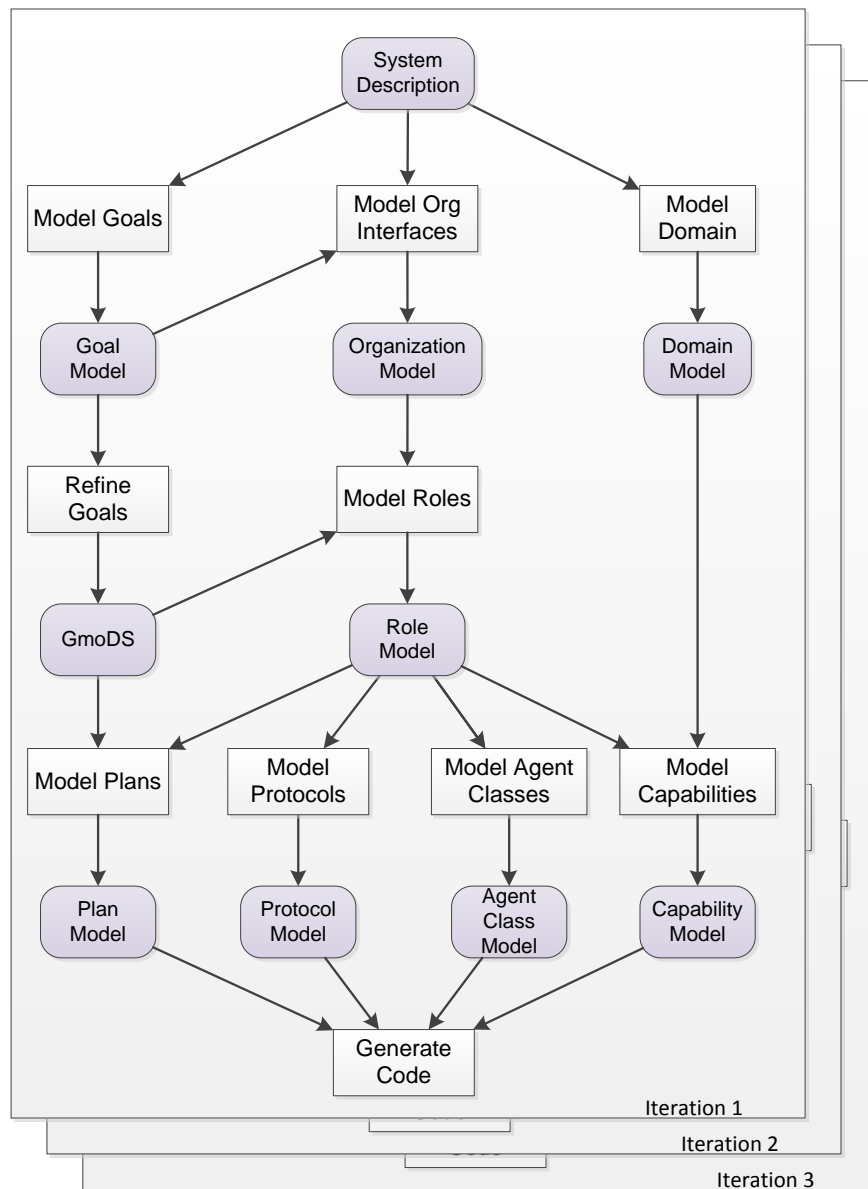 System
Description
Model Goals
Model Org
Interfaces
Model
Domain
Goal
Model
Organization
Model
Domain
Model
Refine
Goals
Model Roles
GmoDS
Role
Model
Model Plans
Model
Protocols
Model Agent
Classes
Model
Capabilities
Plan
Model
Protocol
Model
Agent
Class
Model
Capability
Model
Generate
Code
Iteration 1
Iteration 2
Iteration 3